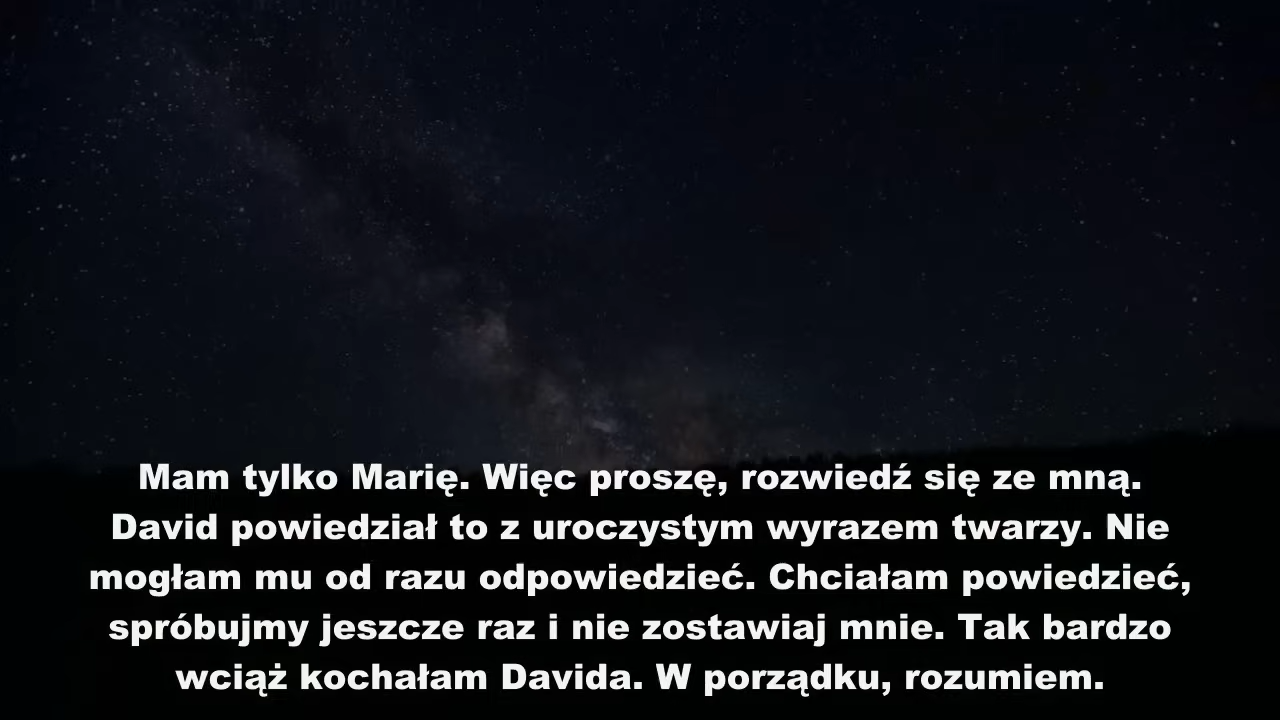 Mam tylko Marię. Więc proszę, rozwiedź się ze mną.
David powiedział to z uroczystym wyrazem twarzy. Nie
mogłam mu od razu odpowiedzieć. Chciałam powiedzieć,
spróbujmy jeszcze raz i nie zostawiaj mnie. Tak bardzo
wciąż kochałam Davida. W porządku, rozumiem.